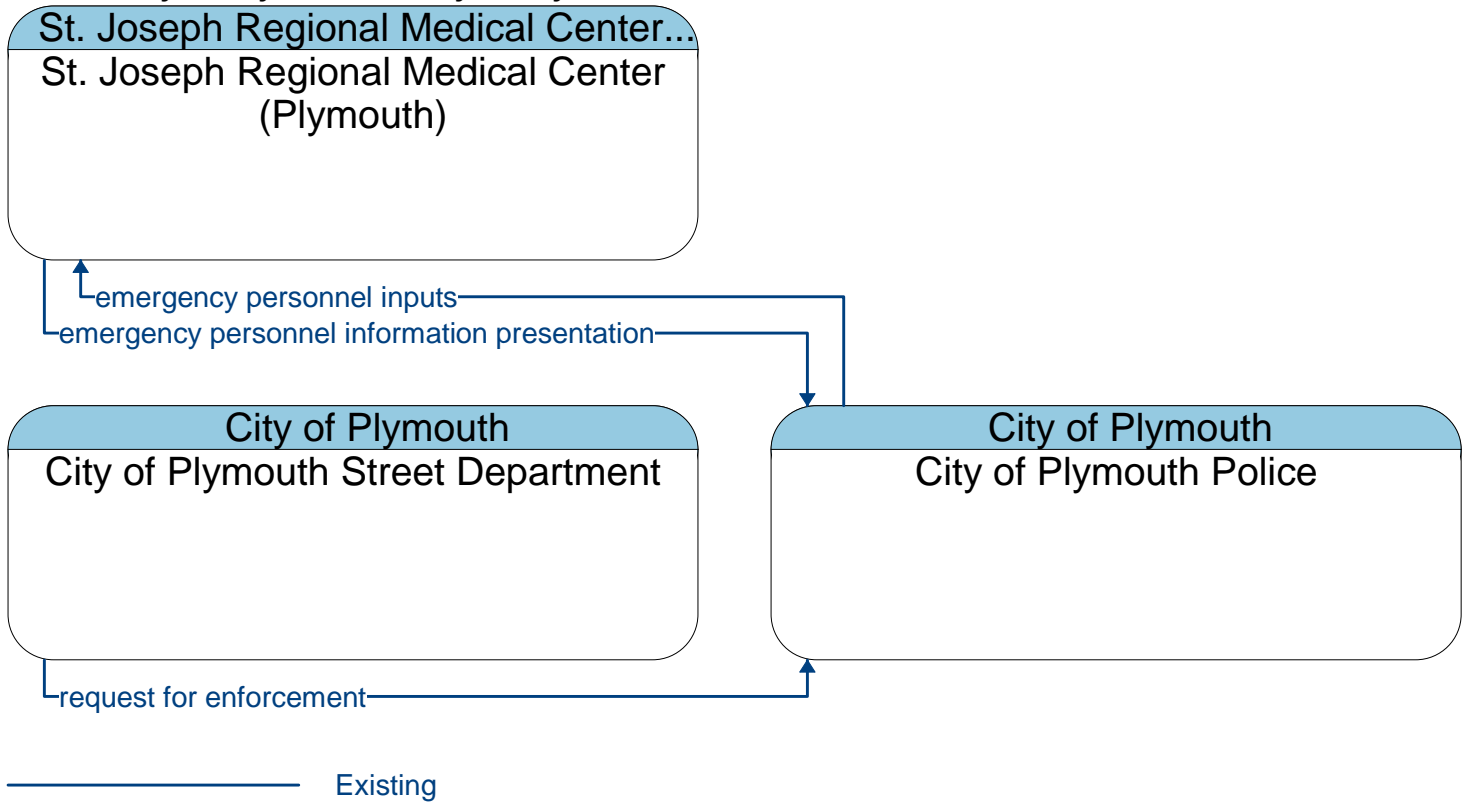 St. Joseph Regional Medical Center...
St. Joseph Regional Medical Center
(Plymouth)
emergency personnel inputs
emergency personnel information presentation
City of Plymouth
City of Plymouth Street Department
City of Plymouth
City of Plymouth Police
request for enforcement
Existing